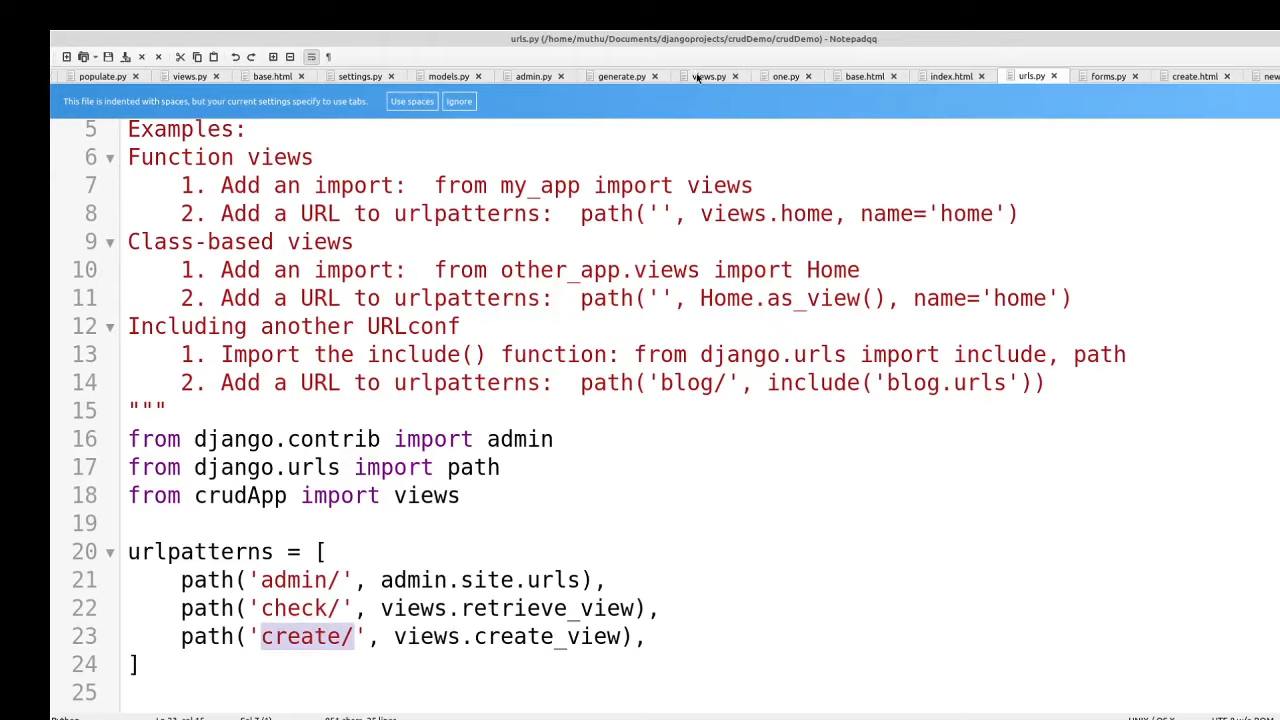 urls.py (/home/muthu/Documents/djangoprojects/crudDemo/crudDemo) - Notepadqq
populate.py views.py base.html settings.py models.py admin.py generate.py views.py one.py base.html index.html urls.py forms.py create.html new
This file is indented with spaces, but your current settings specify to use tabs. Use spaces Ignore
5 Examples:
6 Function views
7 1. Add an import:  from my_app import views
8 2. Add a URL to urlpatterns:  path('', views.home, name='home')
9 Class-based views
10 1. Add an import:  from other_app.views import Home
11 2. Add a URL to urlpatterns:  path('', Home.as_view(), name='home')
12 Including another URLconf
13 1. Import the include() function: from django.urls import include, path
14 2. Add a URL to urlpatterns:  path('blog/', include('blog.urls'))
15 """
16 from django.contrib import admin
17 from django.urls import path
18 from crudApp import views
19
20 urlpatterns = [
21 path('admin/', admin.site.urls),
22 path('check/', views.retrieve_view),
23 path('create/', views.create_view),
24 ]
25